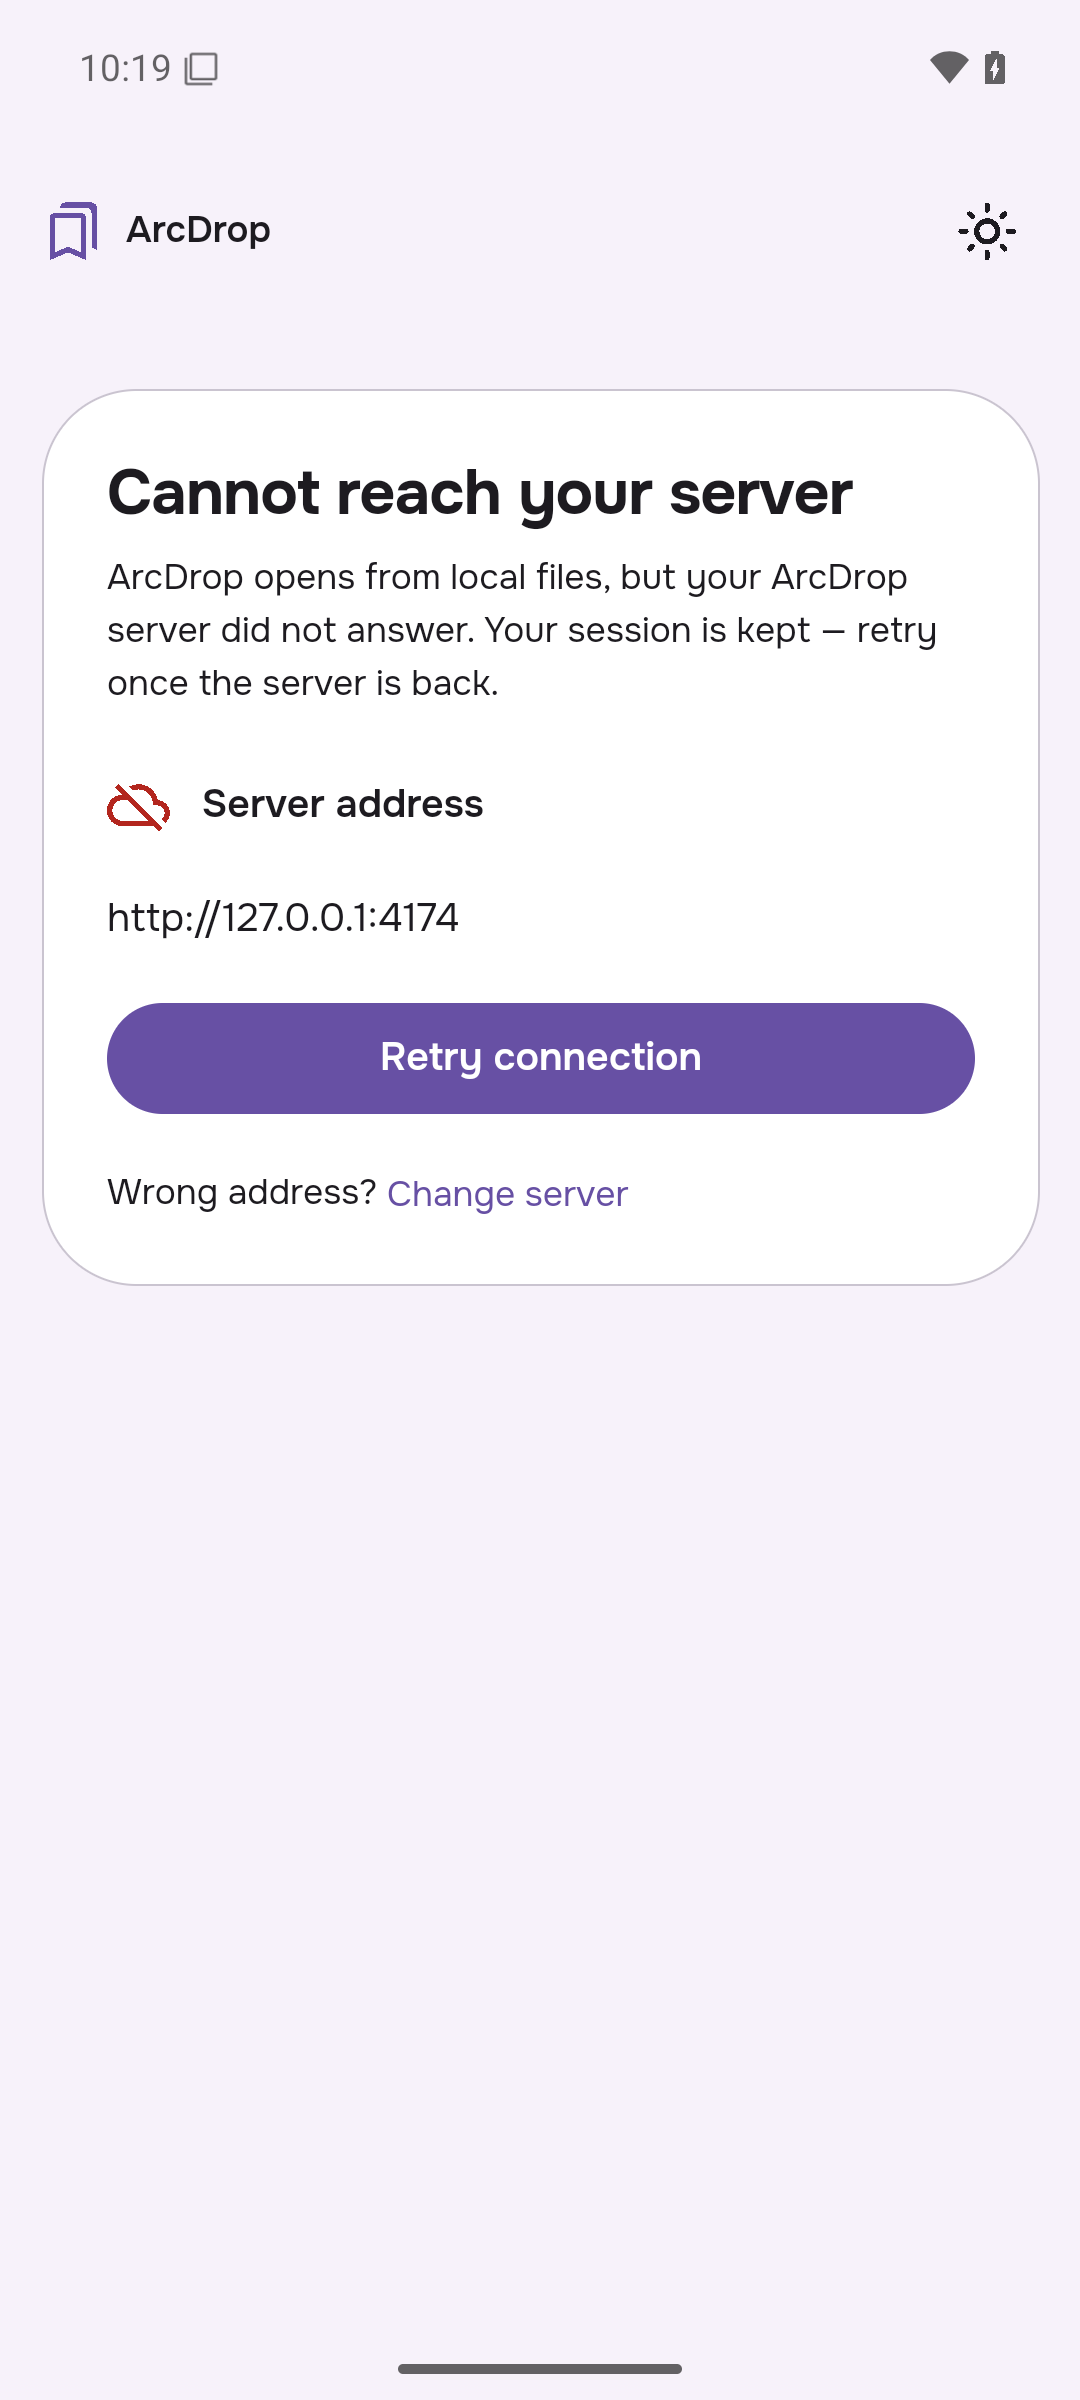 10:19
ArcDrop
Cannot reach your server
ArcDrop opens from local files, but your ArcDrop
server did not answer. Your session is kept — retry
once the server is back.
Server address
http://127.0.0.1:4174
Retry connection
Wrong address? Change server